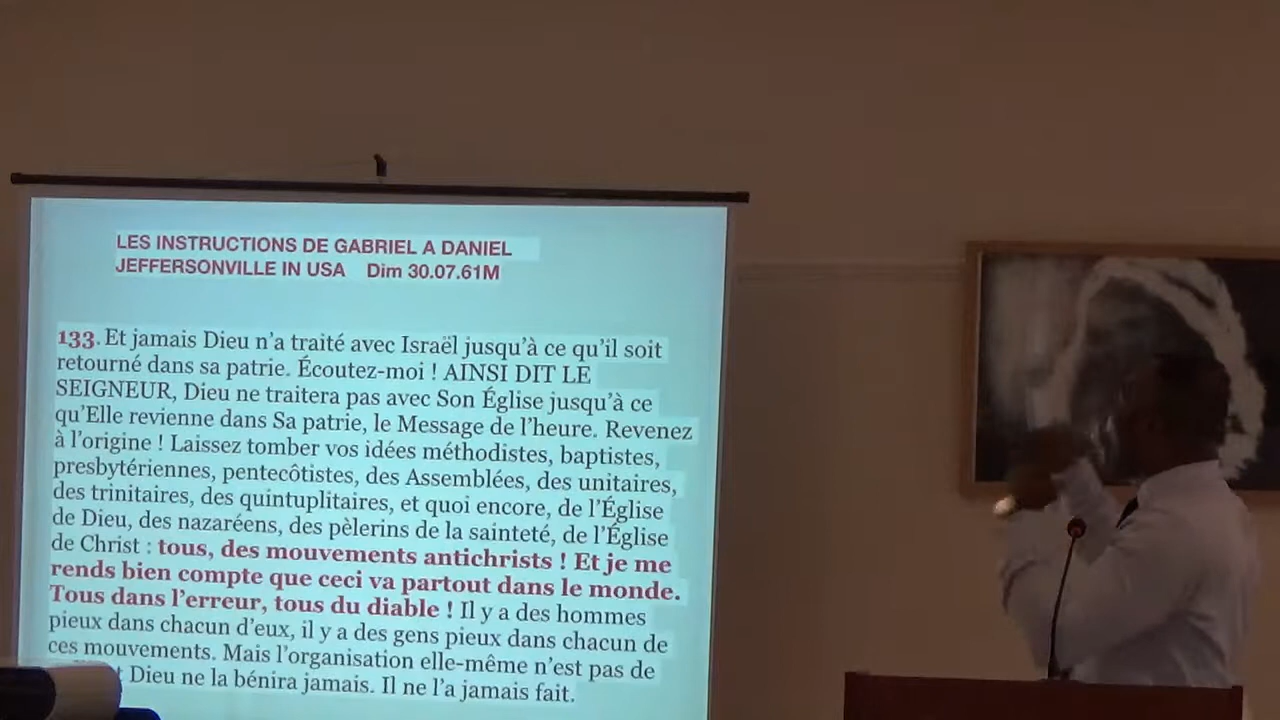 LES INSTRUCTIONS DE GABRIEL A DANIEL
JEFFERSONVILLE IN USA Dim 30.07.61M
133. Et jamais Dieu n'a traité avec Israël jusqu'à ce qu'il soit
retourné dans sa patrie. Écoutez-moi ! AINSI DIT LE
SEIGNEUR, Dieu ne traitera pas avec Son Église jusqu'à ce
qu'Elle revienne dans Sa patrie, le Message de l'heure. Revenez
à l'origine ! Laissez tomber vos idées méthodistes, baptistes,
presbytériennes, pentecôtistes, des Assemblées, des unitaires,
des trinitaires, des quintuplitaires, et quoi encore, de l'Église
de Dieu, des nazaréens, des pèlerins de la sainteté, de l'Église
de Christ : tous, des mouvements antichrists ! Et je me
rends bien compte que ceci va partout dans le monde.
Tous dans l'erreur, tous du diable ! Il y a des hommes
pieux dans chacun d'eux, il y a des gens pieux dans chacun de
ces mouvements. Mais l'organisation elle-même n'est pas de
Dieu ne la bénira jamais. Il ne l'a jamais fait.